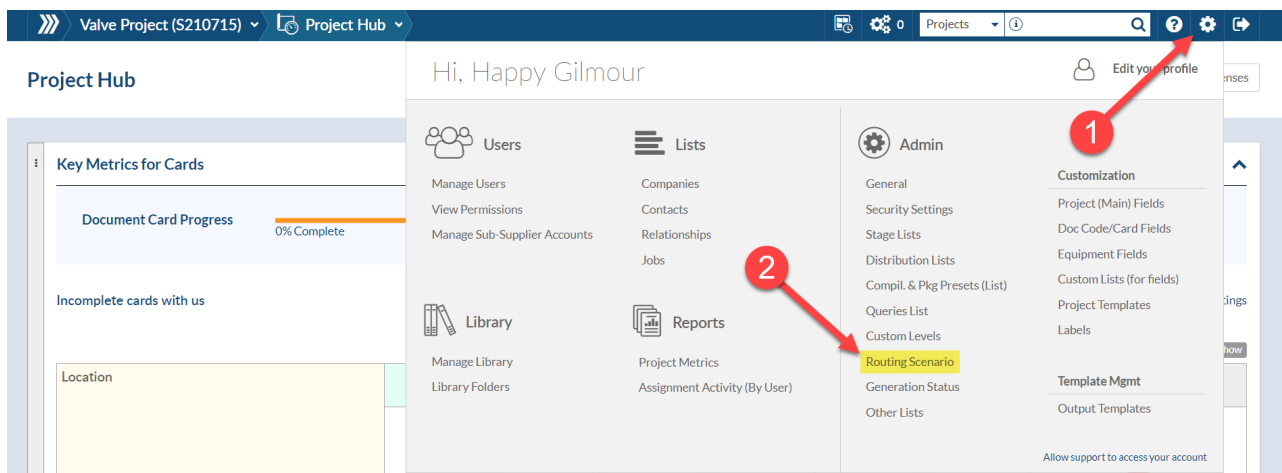 Valve Project (S210715)
Project Hub
0
Projects
Project Hub
Hi, Happy Gilmour
Edit your profile
enses
1
Key Metrics for Cards
Document Card Progress
0% Complete
Incomplete cards with us
Location
Users
Manage Users
View Permissions
Manage Sub-Supplier Accounts
Lists
Companies
Contacts
Relationships
Jobs
2
Library
Manage Library
Library Folders
Reports
Project Metrics
Assignment Activity (By User)
Admin
General
Security Settings
Stage Lists
Distribution Lists
Compil. & Pkg Presets (List)
Queries List
Custom Levels
Routing Scenario
Generation Status
Other Lists
Customization
Project (Main) Fields
Doc Code/Card Fields
Equipment Fields
Custom Lists (for fields)
Project Templates
Labels
Template Mgmt
Output Templates
Allow support to access your account
tings
how